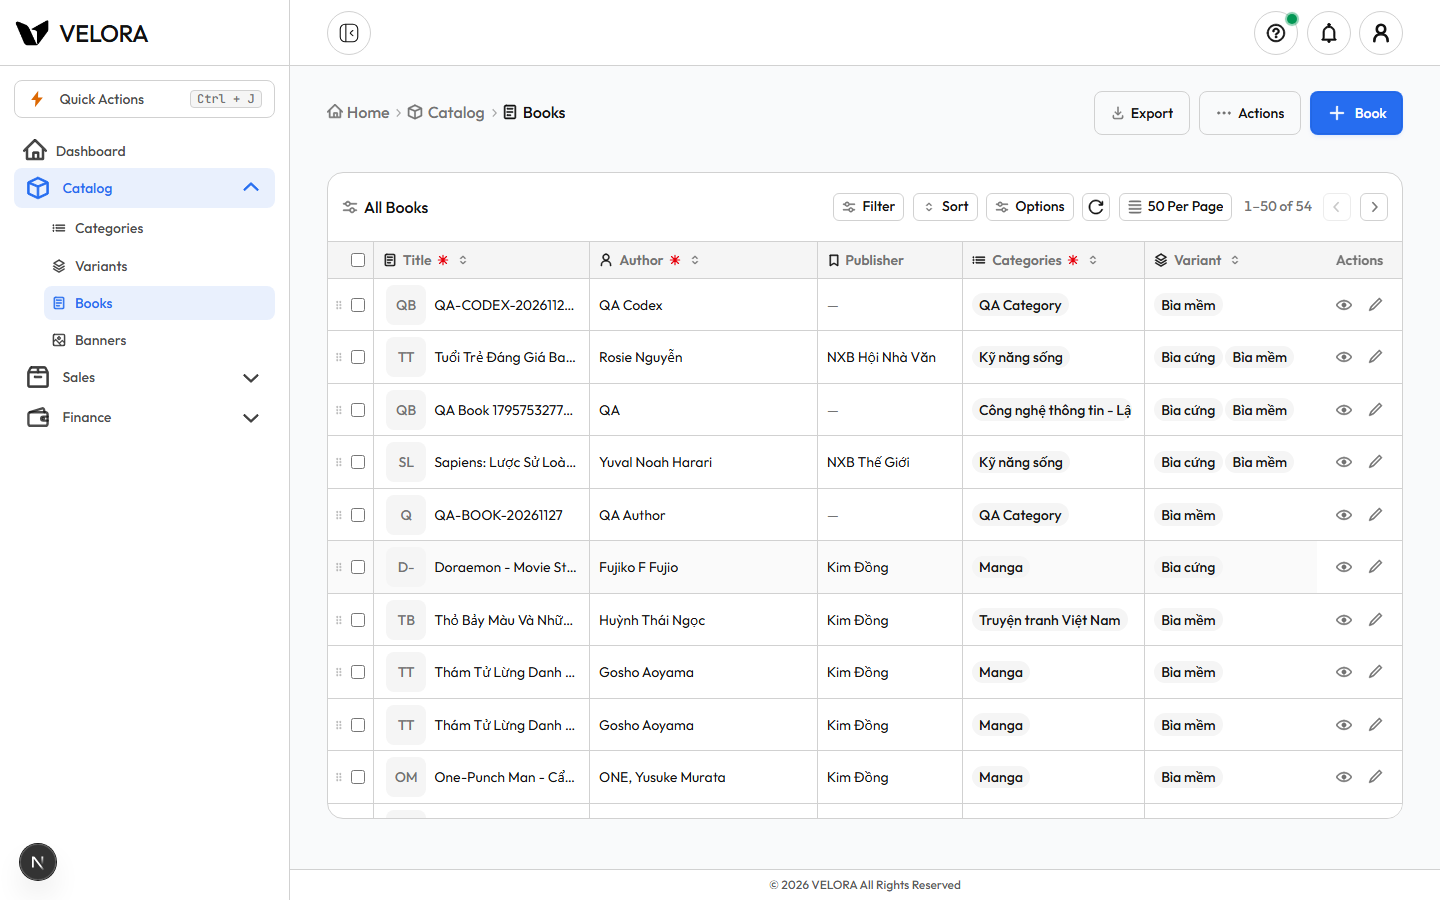 VELORA
Quick Actions Ctrl + J
Dashboard
Catalog
Categories
Variants
Books
Banners
Sales
Finance
N
Home › Catalog › Books
Export
Actions
Book
All Books
Filter
Sort
Options
50 Per Page
1–50 of 54
Title * Author * Publisher Categories * Variant Actions
QB QA-CODEX-2026112... QA Codex — QA Category Bìa mềm
TT Tuổi Trẻ Đáng Giá Ba... Rosie Nguyễn NXB Hội Nhà Văn Kỹ năng sống Bìa cứng Bìa mềm
QB QA Book 1795753277... QA — Công nghệ thông tin - Lậ Bìa cứng Bìa mềm
SL Sapiens: Lược Sử Loà... Yuval Noah Harari NXB Thế Giới Kỹ năng sống Bìa cứng Bìa mềm
Q QA-BOOK-20261127 QA Author — QA Category Bìa mềm
D- Doraemon - Movie St... Fujiko F Fujio Kim Đồng Manga Bìa cứng
TB Thỏ Bảy Màu Và Nhữ... Huỳnh Thái Ngọc Kim Đồng Truyện tranh Việt Nam Bìa mềm
TT Thám Tử Lừng Danh ... Gosho Aoyama Kim Đồng Manga Bìa mềm
TT Thám Tử Lừng Danh ... Gosho Aoyama Kim Đồng Manga Bìa mềm
OM One-Punch Man - Cẩ... ONE, Yusuke Murata Kim Đồng Manga Bìa mềm
© 2026 VELORA All Rights Reserved